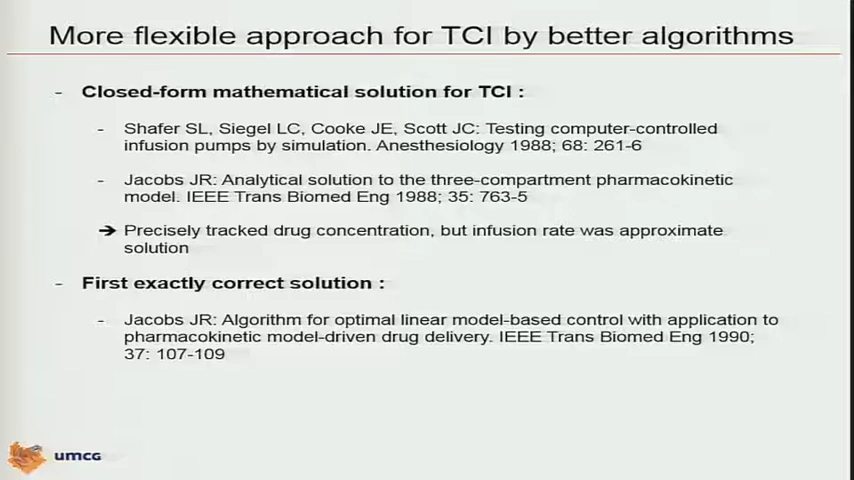 More flexible approach for TCI by better algorithms
- Closed-form mathematical solution for TCI :
- Shafer SL, Siegel LC, Cooke JE, Scott JC: Testing computer-controlled
infusion pumps by simulation. Anesthesiology 1988; 68: 261-6
- Jacobs JR: Analytical solution to the three-compartment pharmacokinetic
model. IEEE Trans Biomed Eng 1988; 35: 763-5
➔ Precisely tracked drug concentration, but infusion rate was approximate
solution
- First exactly correct solution :
- Jacobs JR: Algorithm for optimal linear model-based control with application to
pharmacokinetic model-driven drug delivery. IEEE Trans Biomed Eng 1990;
37: 107-109
umcg